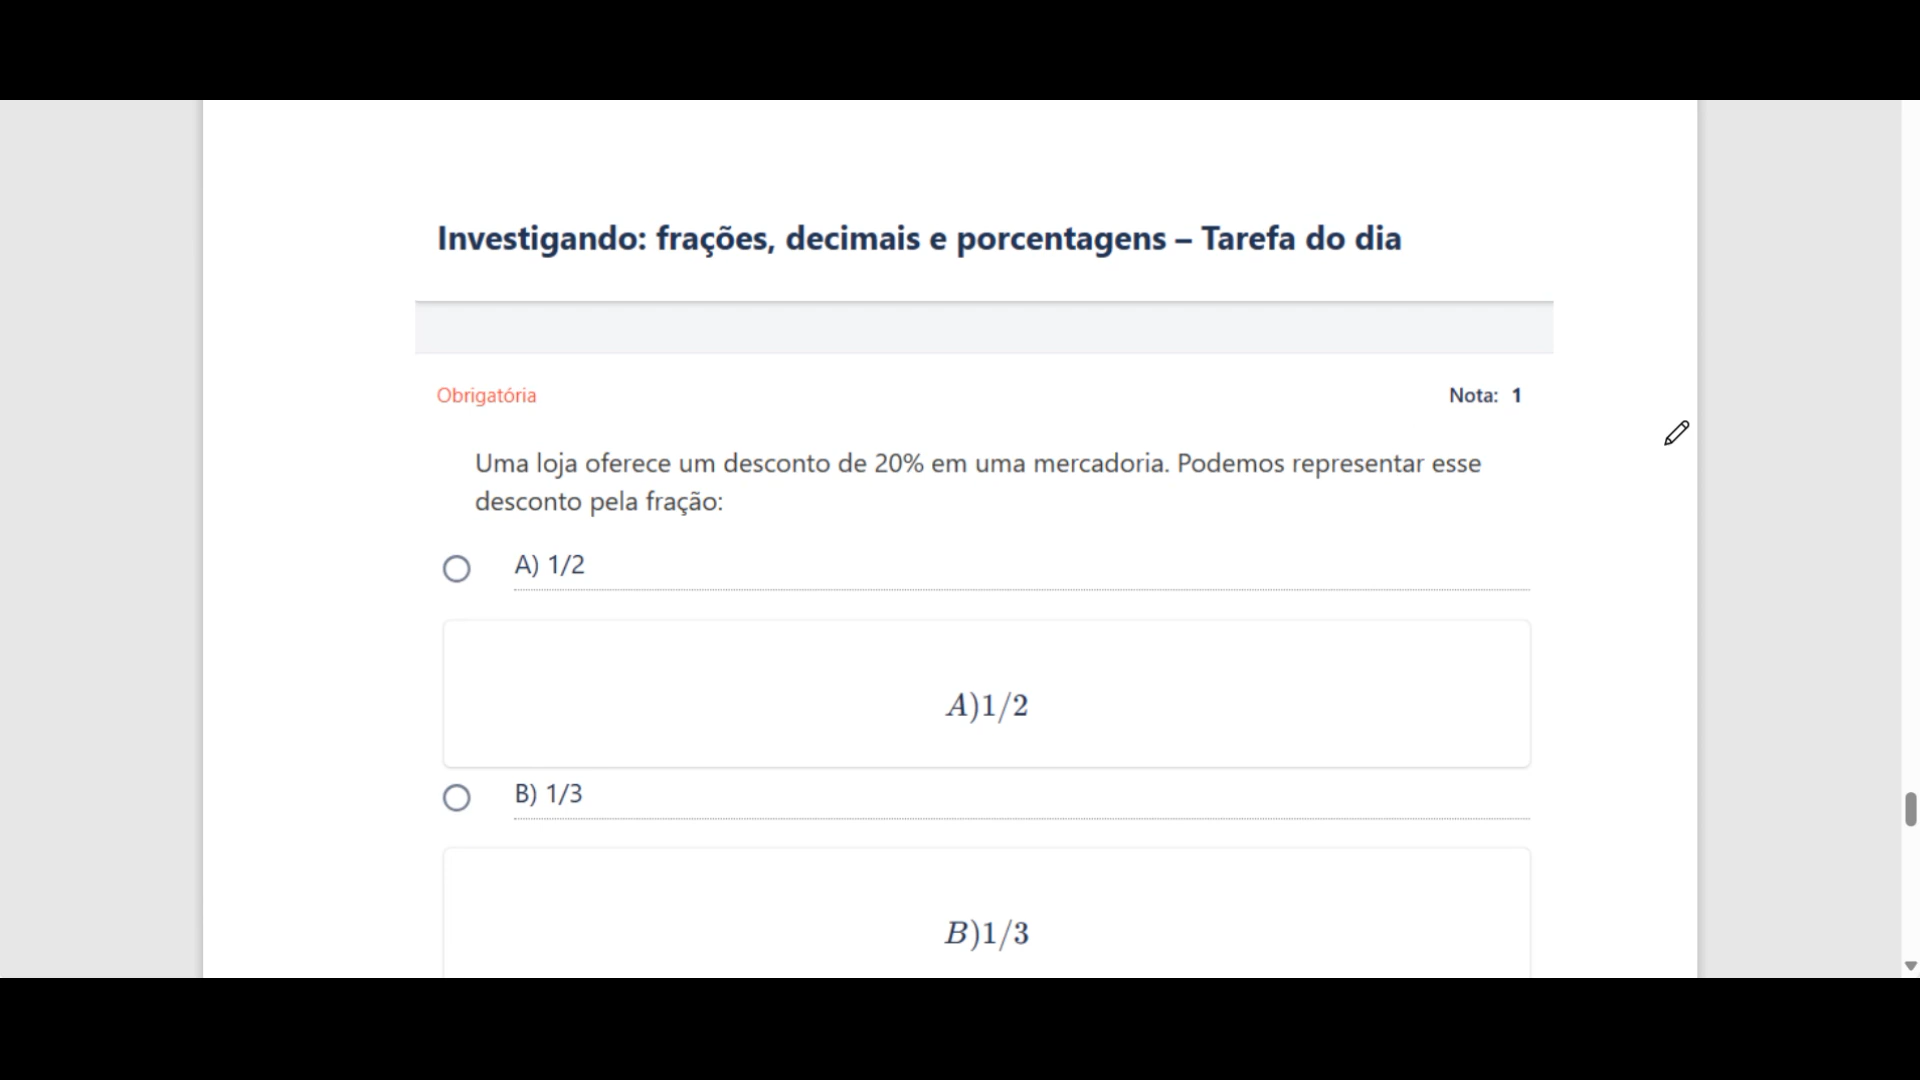 Investigando: frações, decimais e porcentagens – Tarefa do dia
Obrigatória
Nota: 1
Uma loja oferece um desconto de 20% em uma mercadoria. Podemos representar esse
desconto pela fração:
A) 1/2
A)1/2
B) 1/3
B)1/3